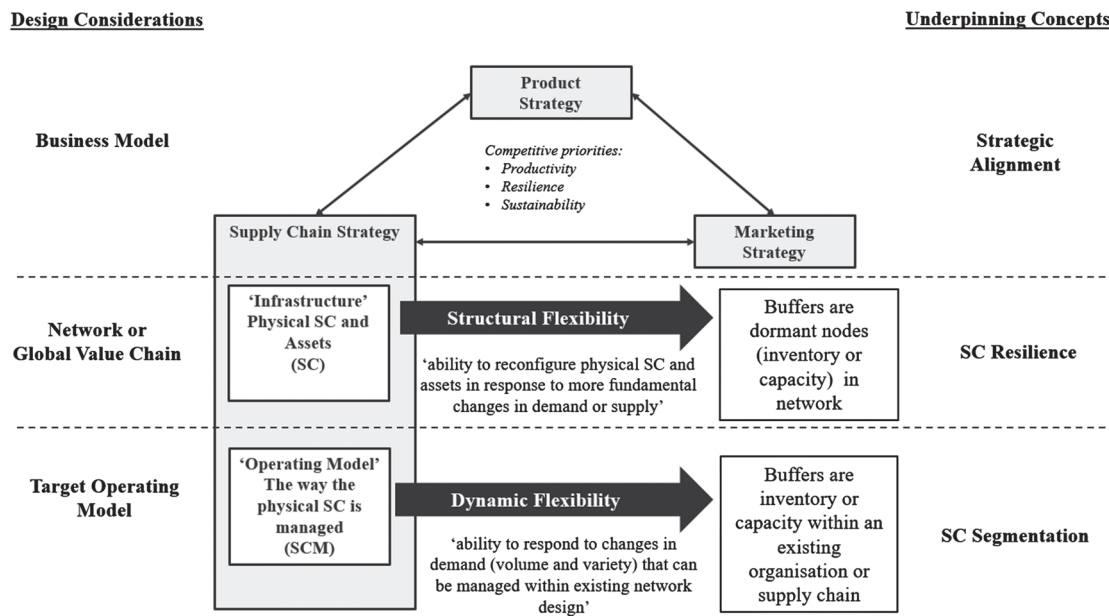 Design Considerations
Underpinning Concepts
Product
Strategy
Business Model
Competitive priorities:
• Productivity
• Resilience
• Sustainability
Strategic
Alignment
Supply Chain Strategy
Marketing
Strategy
Network or
Global Value Chain
‘Infrastructure’
Physical SC and
Assets
(SC)
Structural Flexibility
‘ability to reconfigure physical SC and
assets in response to more fundamental
changes in demand or supply’
Buffers are
dormant nodes
(inventory or
capacity) in
network
SC Resilience
Target Operating
Model
‘Operating Model’
The way the
physical SC is
managed
(SCM)
Dynamic Flexibility
‘ability to respond to changes in
demand (volume and variety) that can
be managed within existing network
design’
Buffers are
inventory or
capacity within an
existing
organisation or
supply chain
SC Segmentation